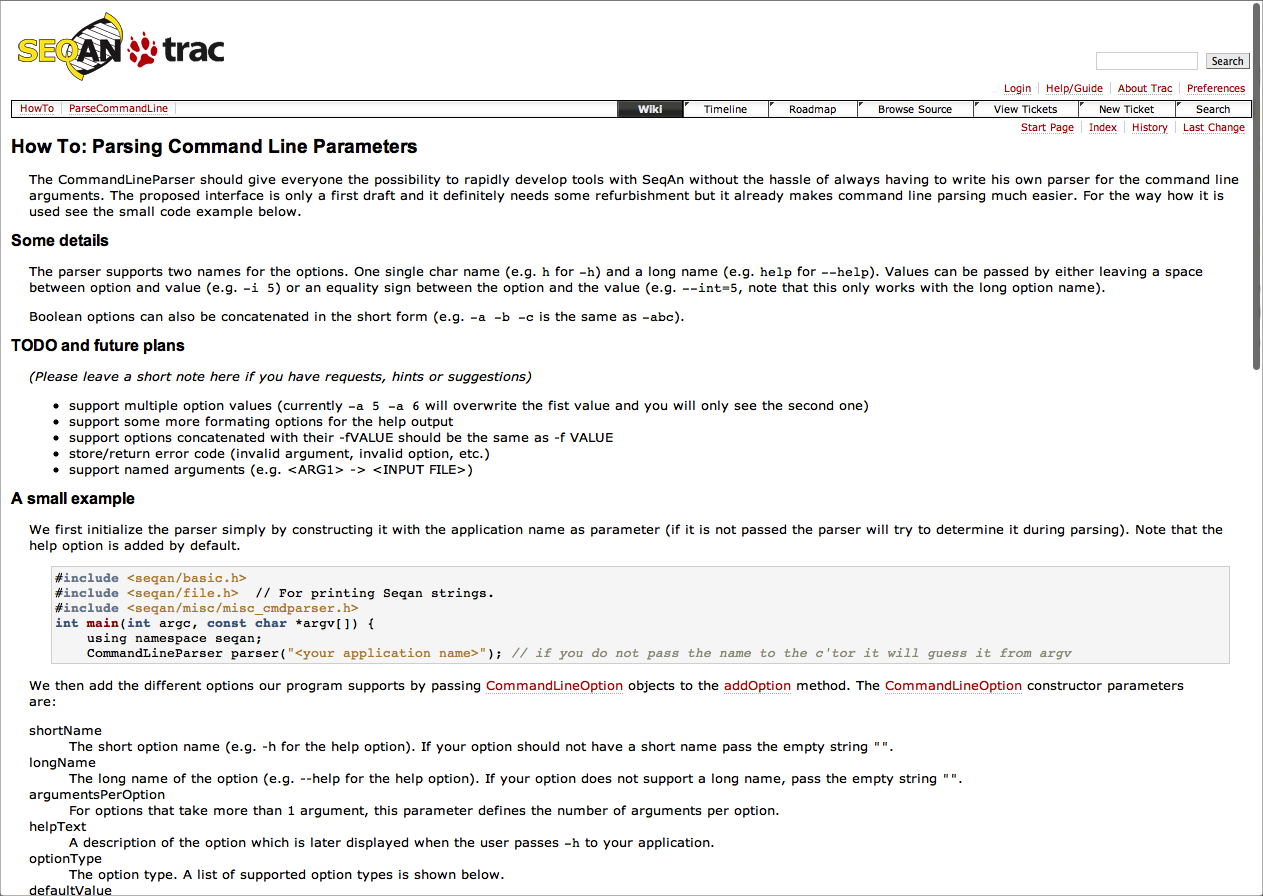 SEQAN trac
Search
Login Help/Guide About Trac Preferences
HowTo ParseCommandLine Wiki Timeline Roadmap Browse Source View Tickets New Ticket Search
Start Page Index History Last Change
How To: Parsing Command Line Parameters
The CommandLineParser should give everyone the possibility to rapidly develop tools with SeqAn without the hassle of always having to write his own parser for the command line
arguments. The proposed interface is only a first draft and it definitely needs some refurbishment but it already makes command line parsing much easier. For the way how it is
used see the small code example below.
Some details
The parser supports two names for the options. One single char name (e.g. h for -h) and a long name (e.g. help for --help). Values can be passed by either leaving a space
between option and value (e.g. -i 5) or an equality sign between the option and the value (e.g. --int=5, note that this only works with the long option name).
Boolean options can also be concatenated in the short form (e.g. -a -b -c is the same as -abc).
TODO and future plans
(Please leave a short note here if you have requests, hints or suggestions)
• support multiple option values (currently -a 5 -a 6 will overwrite the fist value and you will only see the second one)
• support some more formating options for the help output
• support options concatenated with their -fVALUE should be the same as -f VALUE
• store/return error code (invalid argument, invalid option, etc.)
• support named arguments (e.g. <ARG1> -> <INPUT FILE>)
A small example
We first initialize the parser simply by constructing it with the application name as parameter (if it is not passed the parser will try to determine it during parsing). Note that the
help option is added by default.
#include <seqan/basic.h>
#include <seqan/file.h>  // For printing Seqan strings.
#include <seqan/misc/misc_cmdparser.h>
int main(int argc, const char *argv[]) {
    using namespace seqan;
    CommandLineParser parser("<your application name>"); // if you do not pass the name to the c'tor it will guess it from argv
We then add the different options our program supports by passing CommandLineOption objects to the addOption method. The CommandLineOption constructor parameters
are:
shortName
The short option name (e.g. -h for the help option). If your option should not have a short name pass the empty string "".
longName
The long name of the option (e.g. --help for the help option). If your option does not support a long name, pass the empty string "".
argumentsPerOption
For options that take more than 1 argument, this parameter defines the number of arguments per option.
helpText
A description of the option which is later displayed when the user passes -h to your application.
optionType
The option type. A list of supported option types is shown below.
defaultValue